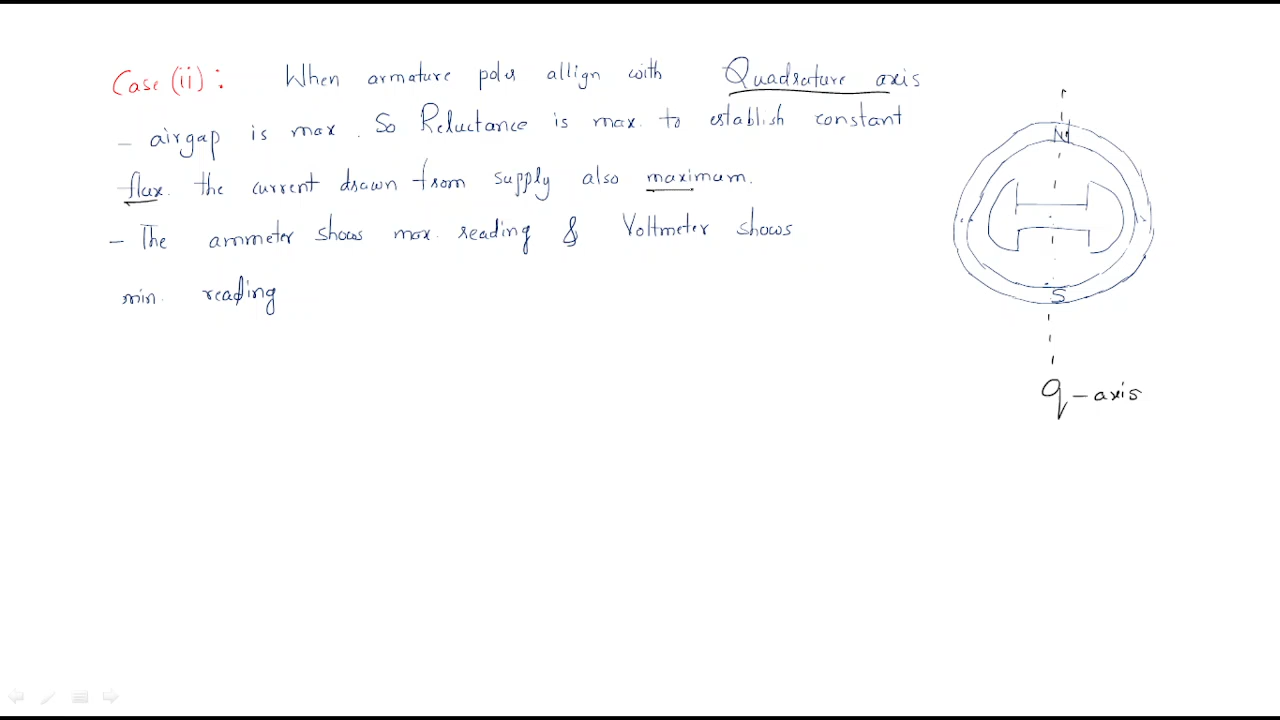 Case (ii) : When armature poles allign with Quadrature axis
- airgap is max. So Reluctance is max. to establish constant
flux. the current drawn from supply also maximum.
- The ammeter shows max. reading & Voltmeter shows
min. reading
N
S
q - axis